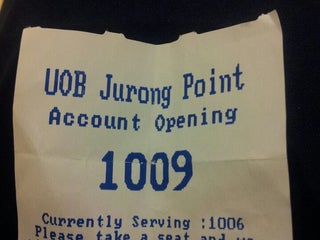 UOB Jurong Point
Account Opening
1009
Currently Serving :1006
Please take a seat and